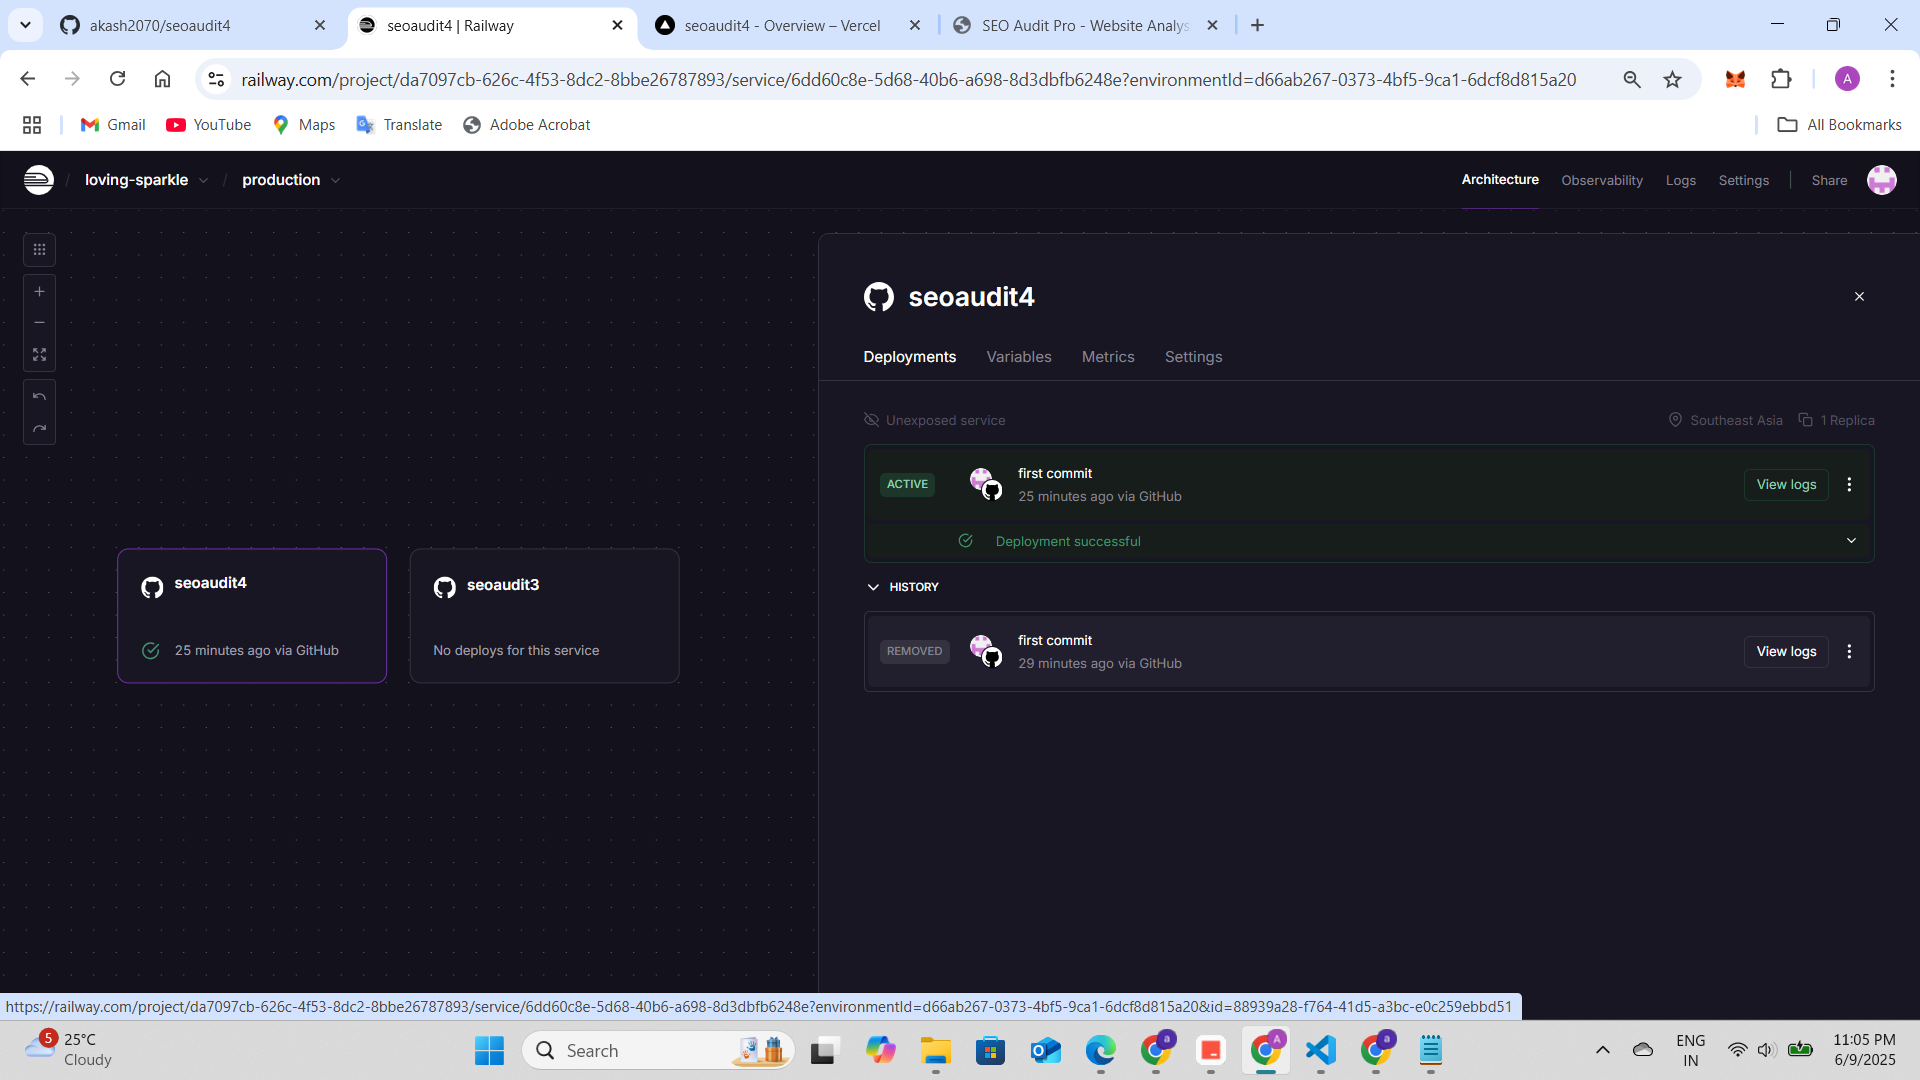 akash2070/seoaudit4
seoaudit4 | Railway
seoaudit4 - Overview – Vercel
SEO Audit Pro - Website Analys
railway.com/project/da7097cb-626c-4f53-8dc2-8bbe26787893/service/6dd60c8e-5d68-40b6-a698-8d3dbfb6248e?environmentId=d66ab267-0373-4bf5-9ca1-6dcf8d815a20
A
Gmail
YouTube
Maps
Translate
Adobe Acrobat
All Bookmarks
/ loving-sparkle / production
Architecture
Observability
Logs
Settings
Share
seoaudit4
Deployments
Variables
Metrics
Settings
Unexposed service
Southeast Asia
1 Replica
ACTIVE
first commit
25 minutes ago via GitHub
View logs
Deployment successful
HISTORY
REMOVED
first commit
29 minutes ago via GitHub
View logs
seoaudit4
25 minutes ago via GitHub
seoaudit3
No deploys for this service
https://railway.com/project/da7097cb-626c-4f53-8dc2-8bbe26787893/service/6dd60c8e-5d68-40b6-a698-8d3dbfb6248e?environmentId=d66ab267-0373-4bf5-9ca1-6dcf8d815a20&id=88939a28-f764-41d5-a3bc-e0c259ebbd51
5
25°C
Cloudy
Search
a
A
a
ENG
IN
11:05 PM
6/9/2025